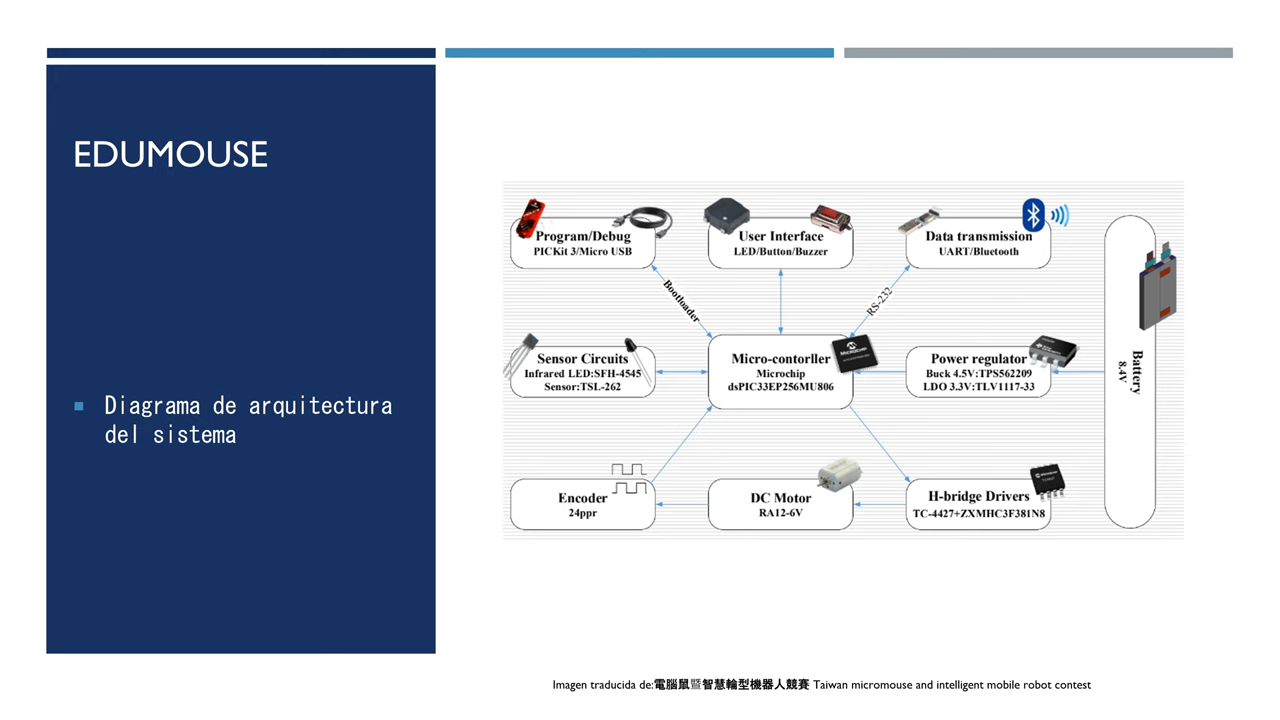 EDUMOUSE
Diagrama de arquitectura
del sistema
Program/Debug
PICKit 3/Micro USB
User Interface
LED/Button/Buzzer
Data transmission
UART/Bluetooth
Bootloader
RS-232
Sensor Circuits
Infrared LED:SFH-4545
Sensor:TSL-262
Micro-contorller
Microchip
dsPIC33EP256MU806
MICROCHIP
Power regulator
Buck 4.5V:TPS562209
LDO 3.3V:TLV1117-33
Battery
8.4V
Encoder
24ppr
DC Motor
RA12-6V
H-bridge Drivers
TC-4427+ZXMHC3F381N8
Imagen traducida de:電腦鼠暨智慧輪型機器人競賽 Taiwan micromouse and intelligent mobile robot contest